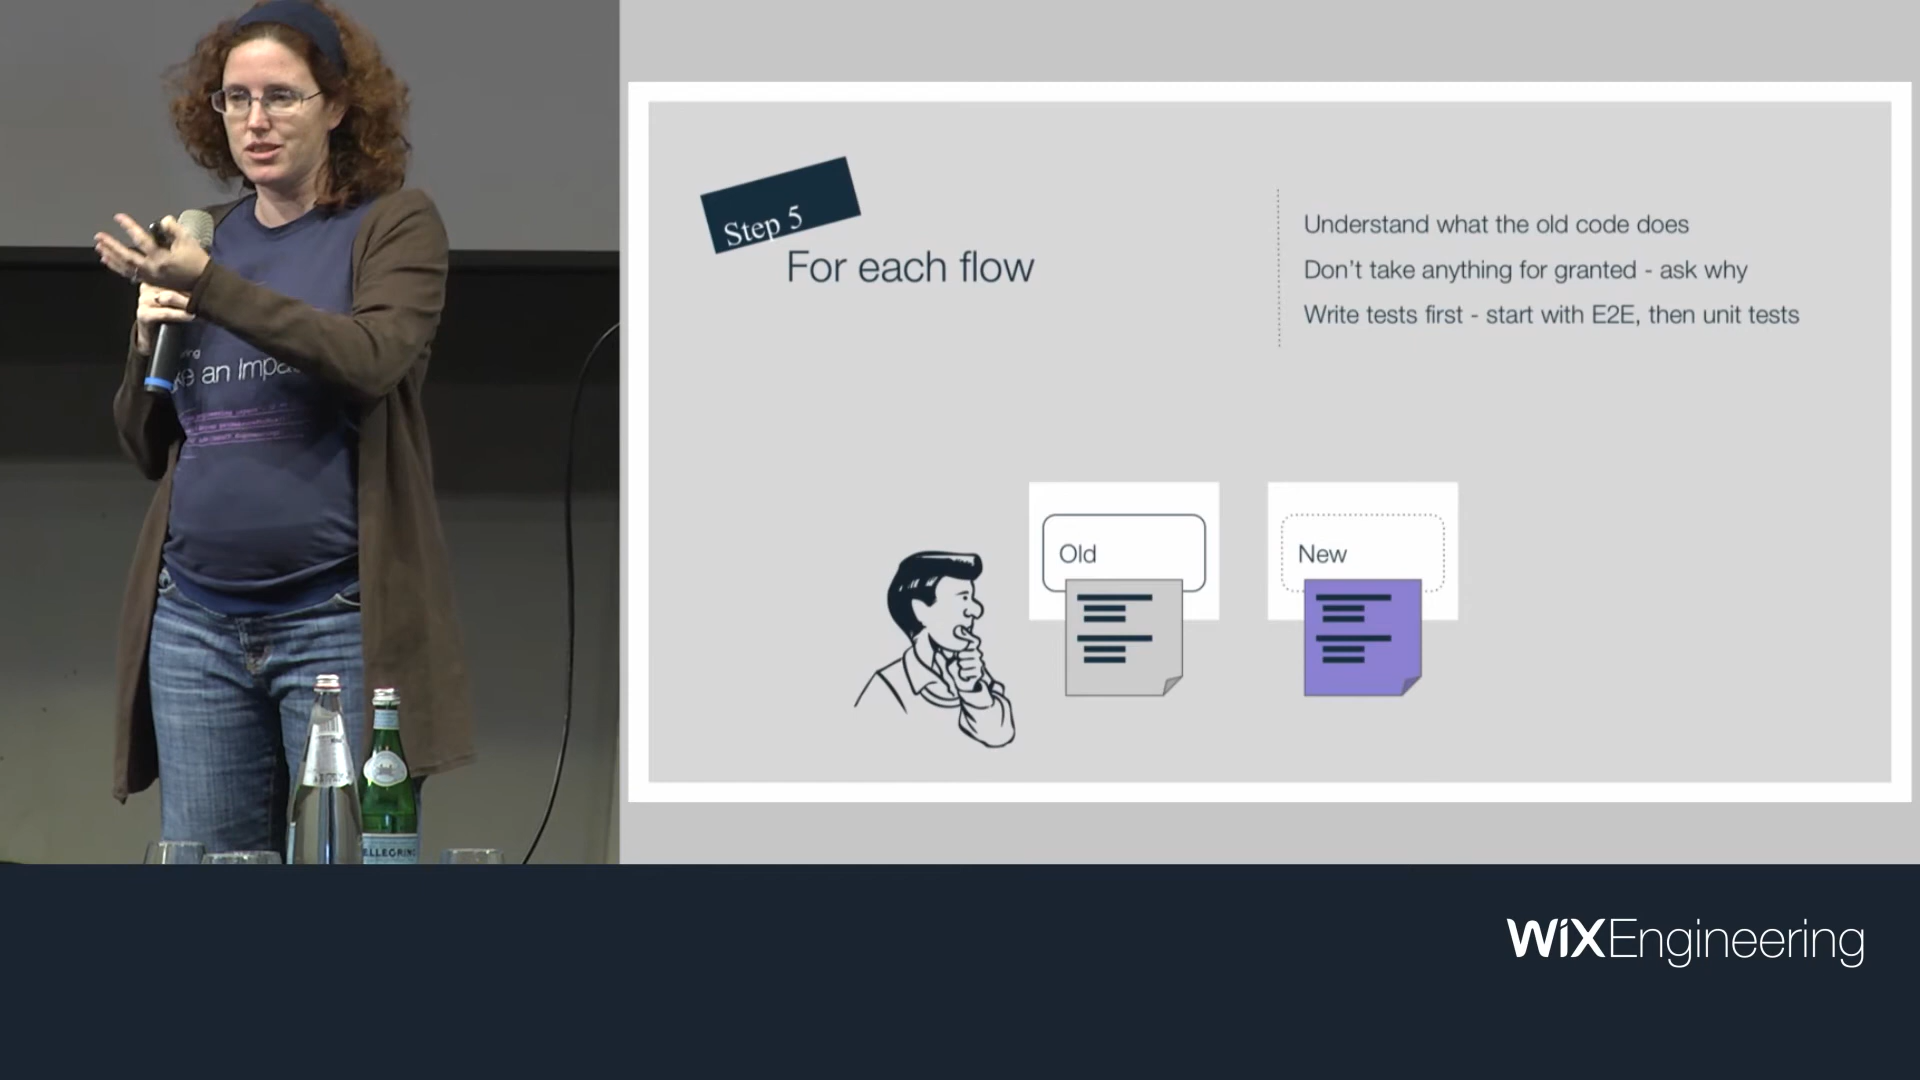 Step 5
For each flow
Understand what the old code does
Don't take anything for granted - ask why
Write tests first - start with E2E, then unit tests
Old
New
an Impa
ELLEGRIN
WiXEngineering